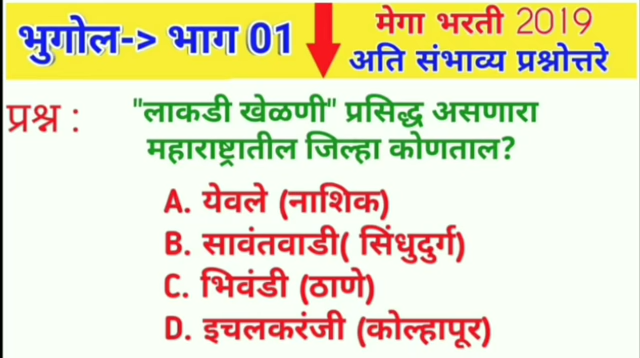 भुगोल-> भाग 01
मेगा भरती 2019
अति संभाव्य प्रश्नोत्तरे
प्रश्न : "लाकडी खेळणी" प्रसिद्ध असणारा
महाराष्ट्रातील जिल्हा कोणताल?
A. येवले (नाशिक)
B. सावंतवाडी( सिंधुदुर्ग)
C. भिवंडी (ठाणे)
D. इचलकरंजी (कोल्हापूर)